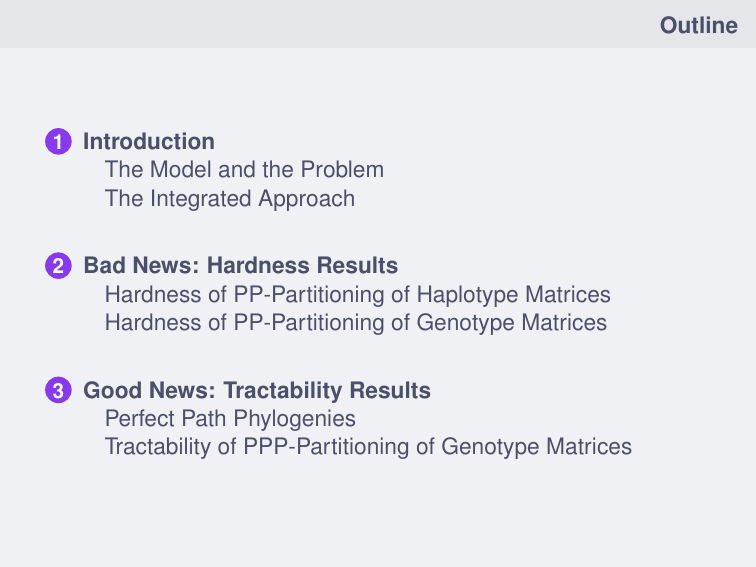 Outline
1 Introduction
The Model and the Problem
The Integrated Approach
2 Bad News: Hardness Results
Hardness of PP-Partitioning of Haplotype Matrices
Hardness of PP-Partitioning of Genotype Matrices
3 Good News: Tractability Results
Perfect Path Phylogenies
Tractability of PPP-Partitioning of Genotype Matrices